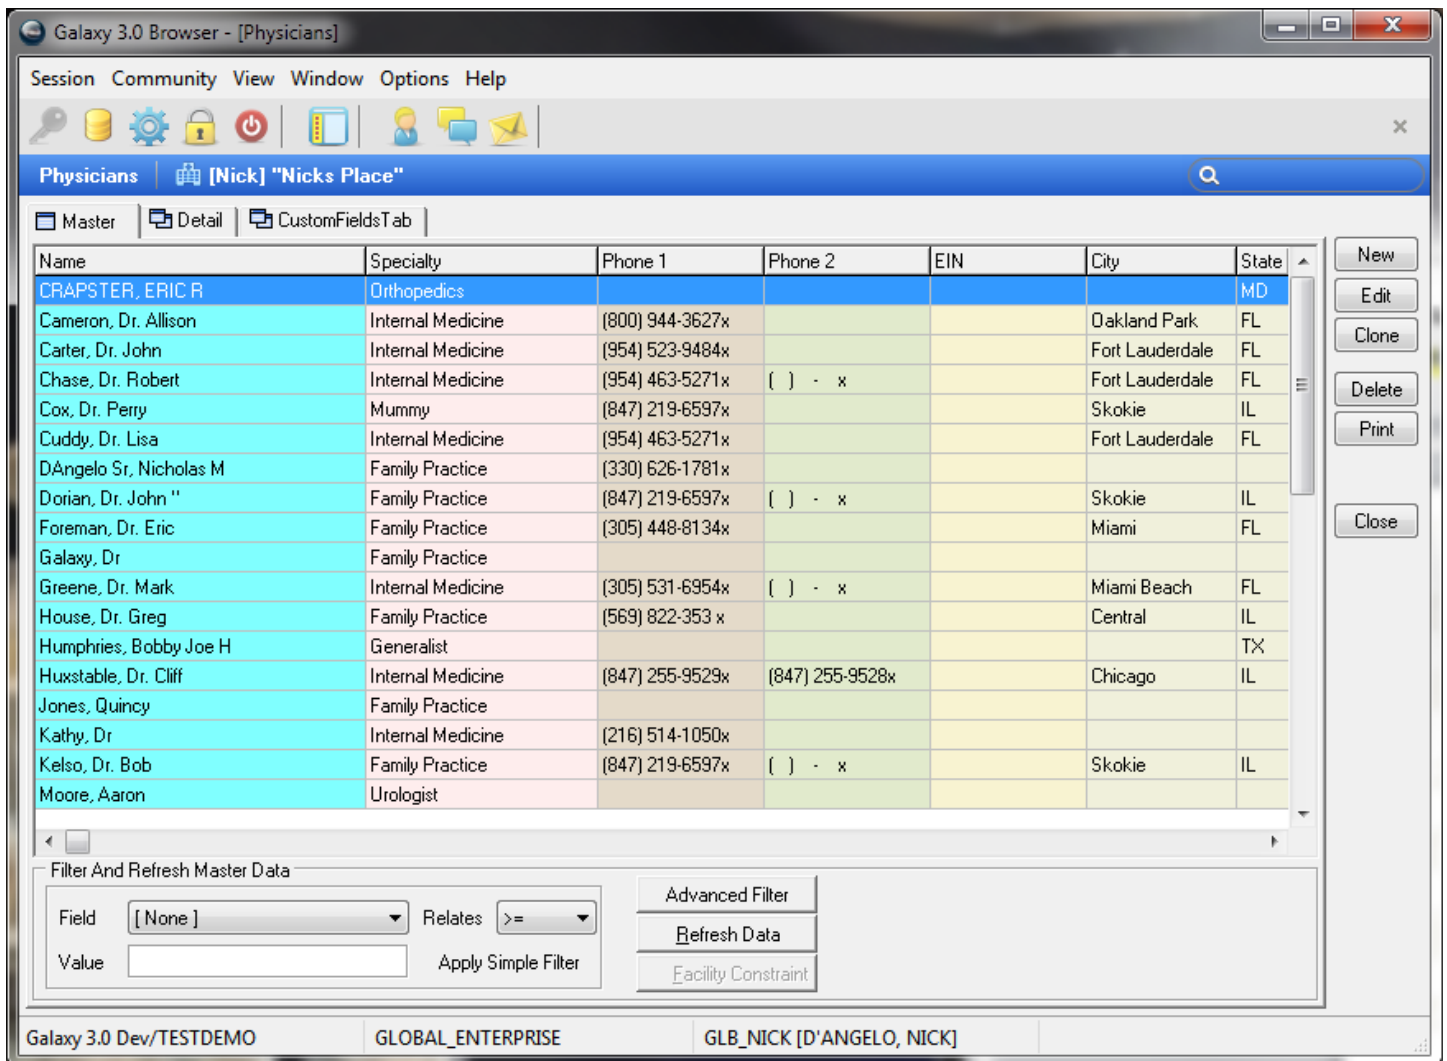 Galaxy 3.0 Browser - [Physicians]
Session Community View Window Options Help
Physicians [Nick] "Nicks Place"
Master Detail CustomFieldsTab
Name Specialty Phone 1 Phone 2 EIN City State
CRAPSTER, ERIC R Orthopedics MD
Cameron, Dr. Allison Internal Medicine (800) 944-3627x Oakland Park FL
Carter, Dr. John Internal Medicine (954) 523-9484x Fort Lauderdale FL
Chase, Dr. Robert Internal Medicine (954) 463-5271x ( ) - x Fort Lauderdale FL
Cox, Dr. Perry Mummy (847) 219-6597x Skokie IL
Cuddy, Dr. Lisa Internal Medicine (954) 463-5271x Fort Lauderdale FL
DAngelo Sr, Nicholas M Family Practice (330) 626-1781x
Dorian, Dr. John " Family Practice (847) 219-6597x ( ) - x Skokie IL
Foreman, Dr. Eric Family Practice (305) 448-8134x Miami FL
Galaxy, Dr Family Practice
Greene, Dr. Mark Internal Medicine (305) 531-6954x ( ) - x Miami Beach FL
House, Dr. Greg Family Practice (569) 822-353 x Central IL
Humphries, Bobby Joe H Generalist TX
Huxstable, Dr. Cliff Internal Medicine (847) 255-9529x (847) 255-9528x Chicago IL
Jones, Quincy Family Practice
Kathy, Dr Internal Medicine (216) 514-1050x
Kelso, Dr. Bob Family Practice (847) 219-6597x ( ) - x Skokie IL
Moore, Aaron Urologist
New
Edit
Clone
Delete
Print
Close
Filter And Refresh Master Data
Field [ None ] Relates >=
Value Apply Simple Filter
Advanced Filter
Refresh Data
Facility Constraint
Galaxy 3.0 Dev/TESTDEMO GLOBAL_ENTERPRISE GLB_NICK [D'ANGELO, NICK]